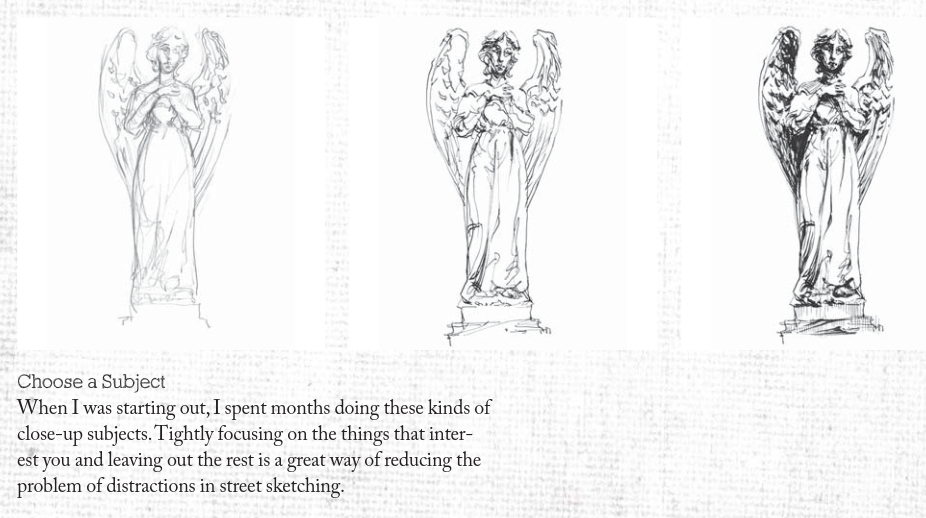 Choose a Subject
When I was starting out, I spent months doing these kinds of
close-up subjects. Tightly focusing on the things that inter-
est you and leaving out the rest is a great way of reducing the
problem of distractions in street sketching.